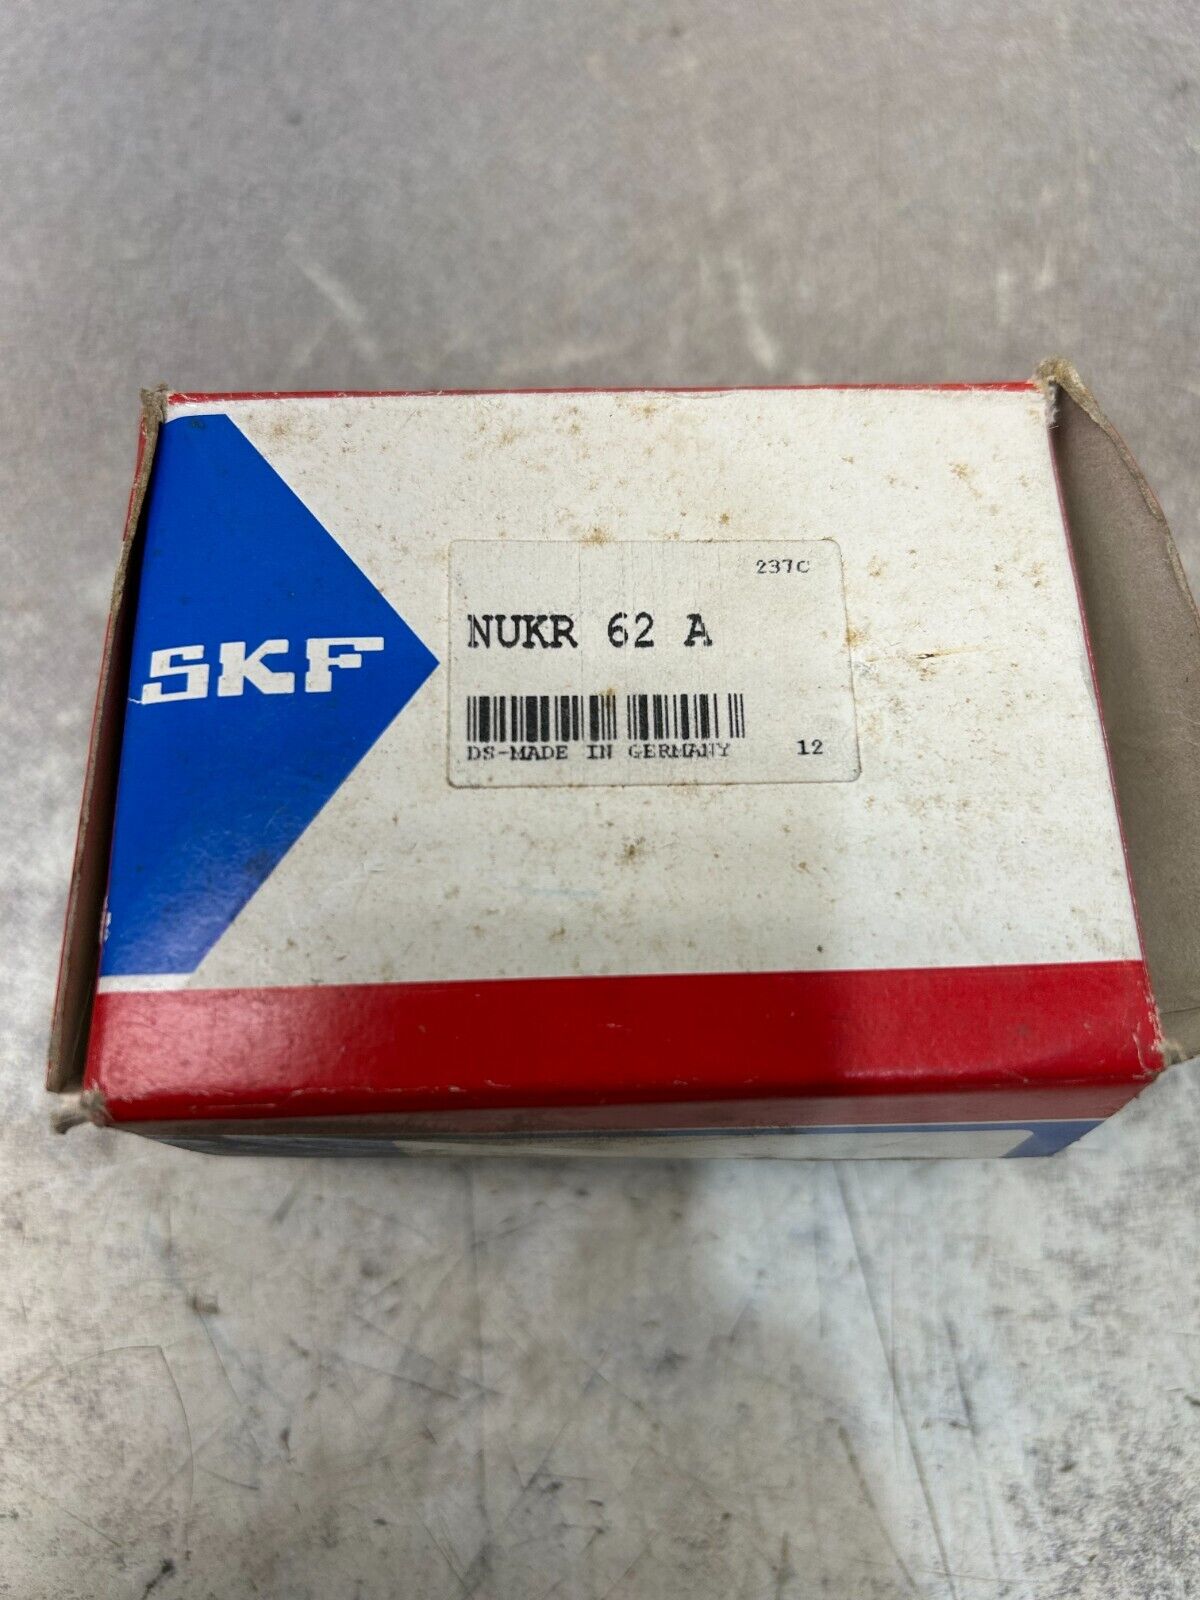 SKF
237C
NUKR 62 A
DS-MADE IN GERMANY 12